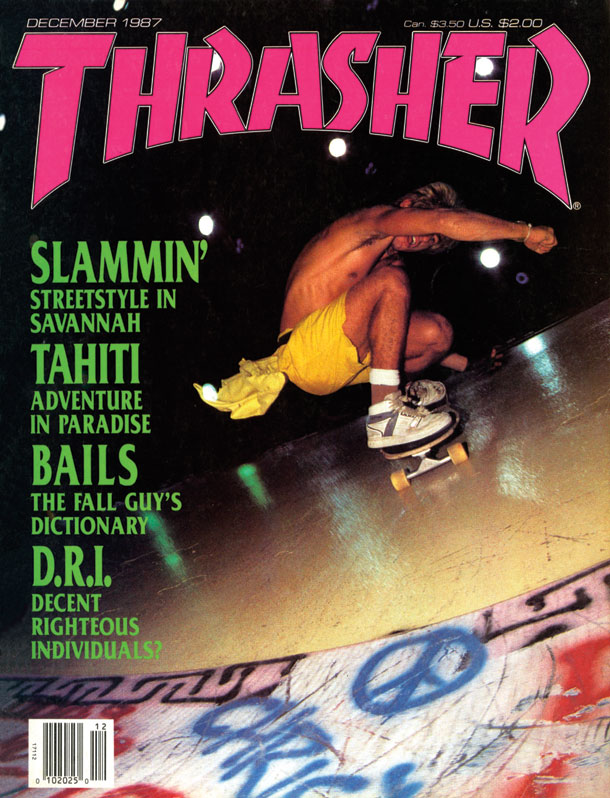 DECEMBER 1987
Can. $3.50 U.S. $2.00
THRASHER
®
SLAMMIN'
STREETSTYLE IN
SAVANNAH
TAHITI
ADVENTURE
IN PARADISE
BAILS
THE FALL GUY'S
DICTIONARY
D.R.I.
DECENT
RIGHTEOUS
INDIVIDUALS?
12
17112
0 102025 0